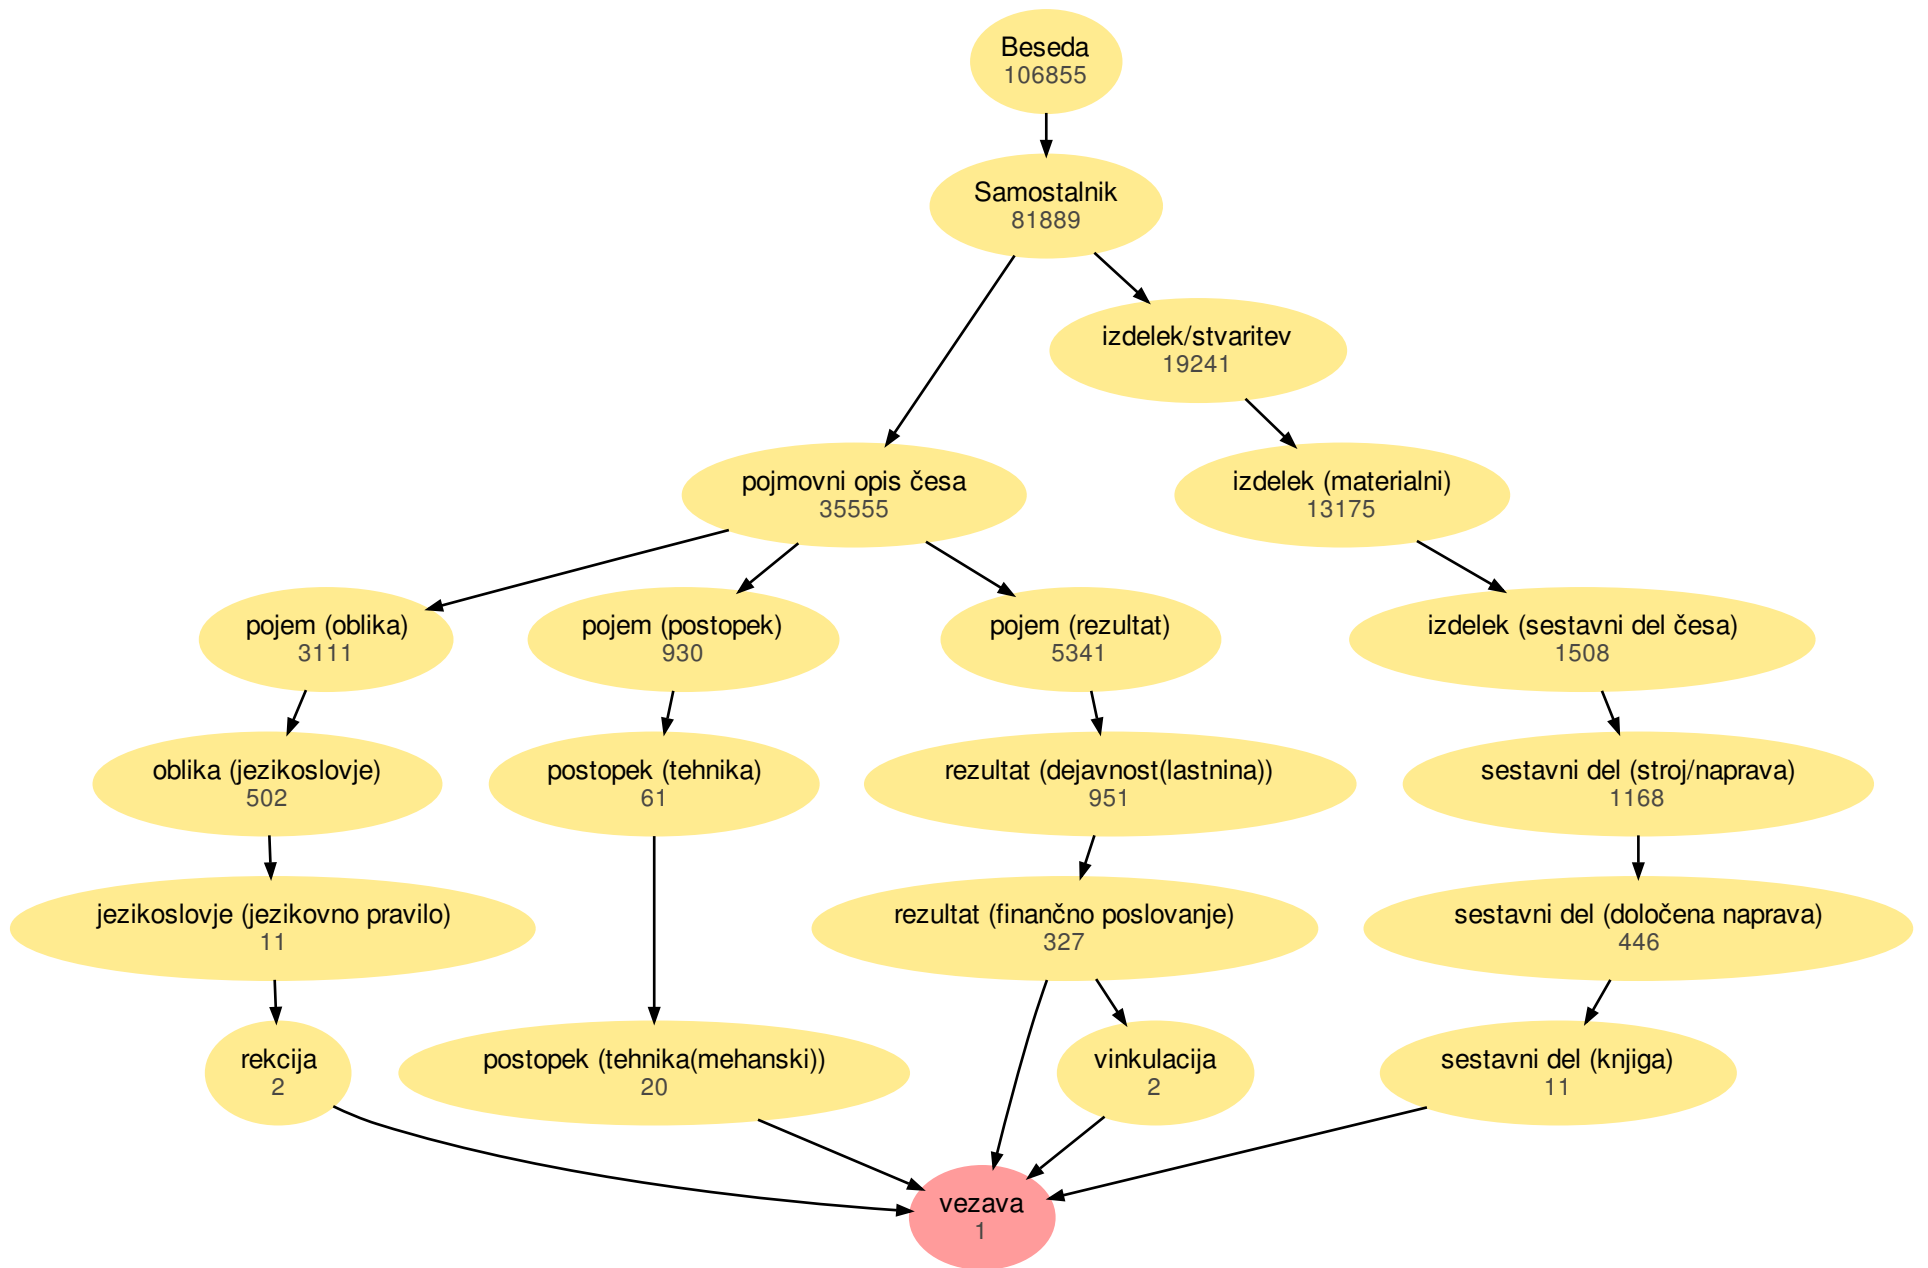 Beseda
106855
Samostalnik
81889
izdelek/stvaritev
19241
pojmovni opis česa
35555
izdelek (materialni)
13175
pojem (oblika)
3111
pojem (postopek)
930
pojem (rezultat)
5341
izdelek (sestavni del česa)
1508
oblika (jezikoslovje)
502
postopek (tehnika)
61
rezultat (dejavnost(lastnina))
951
sestavni del (stroj/naprava)
1168
jezikoslovje (jezikovno pravilo)
11
rezultat (finančno poslovanje)
327
sestavni del (določena naprava)
446
rekcija
2
postopek (tehnika(mehanski))
20
vinkulacija
2
sestavni del (knjiga)
11
vezava
1